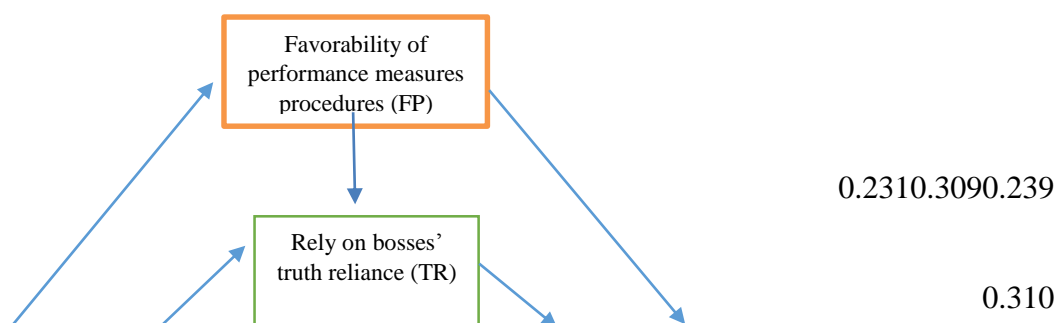 Favorability of
performance measures
procedures (FP)
0.2310.3090.239
Rely on bosses’
truth reliance (TR)
0.310